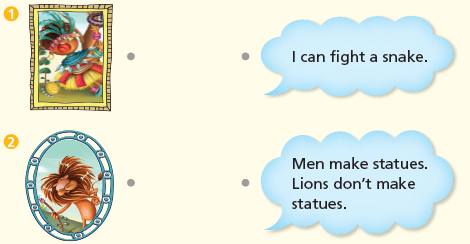 1
I can fight a snake.
2
Men make statues.
Lions don't make
statues.